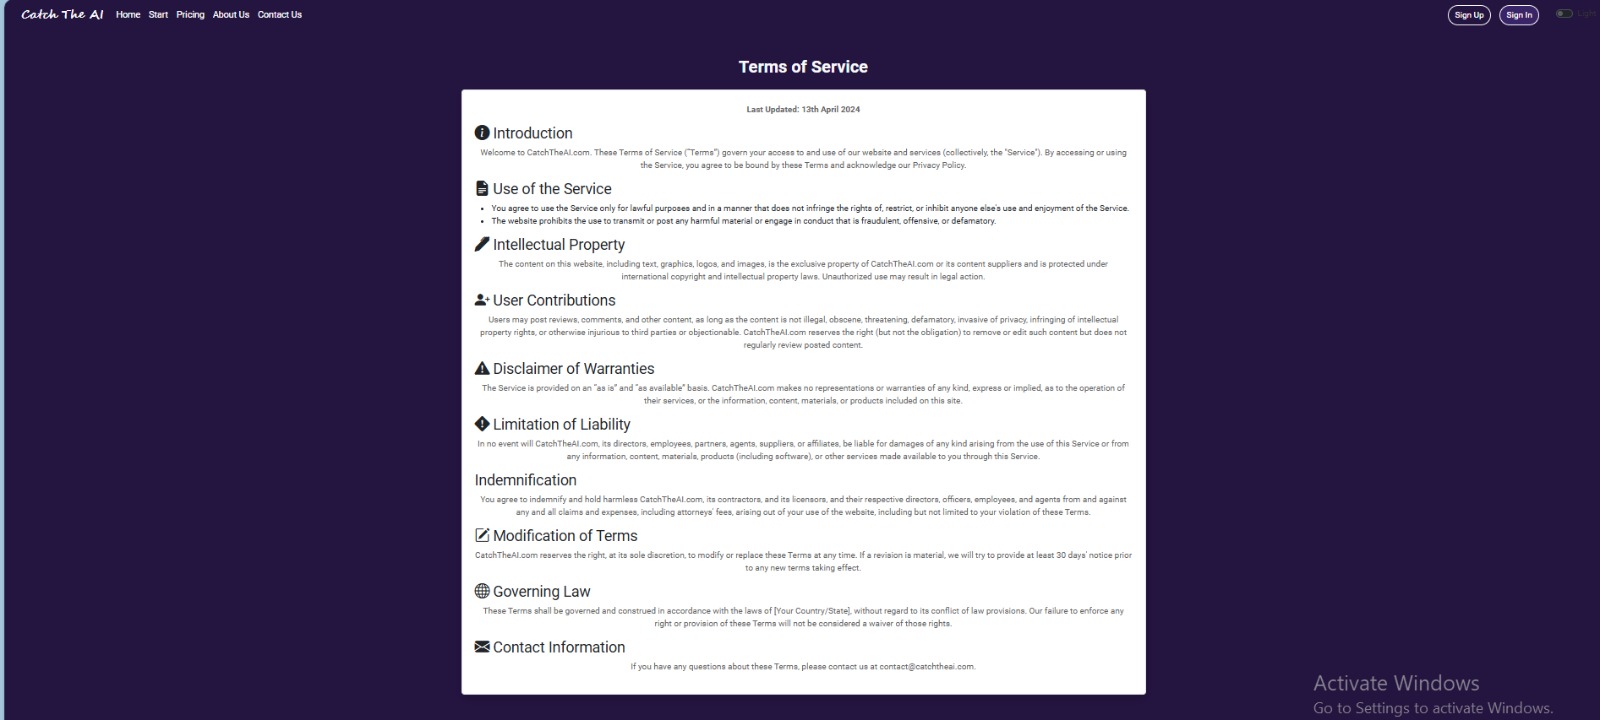 Catch The AI Home Start Pricing About Us Contact Us Sign Up Sign In Light
Terms of Service
Last Updated: 13th April 2024
Introduction
Welcome to CatchTheAI.com. These Terms of Service ("Terms") govern your access to and use of our website and services (collectively, the "Service"). By accessing or using
the Service, you agree to be bound by these Terms and acknowledge our Privacy Policy.
Use of the Service
• You agree to use the Service only for lawful purposes and in a manner that does not infringe the rights of, restrict, or inhibit anyone else's use and enjoyment of the Service.
• The website prohibits the use to transmit or post any harmful material or engage in conduct that is fraudulent, offensive, or defamatory.
Intellectual Property
The content on this website, including text, graphics, logos, and images, is the exclusive property of CatchTheAI.com or its content suppliers and is protected under
international copyright and intellectual property laws. Unauthorized use may result in legal action.
User Contributions
Users may post reviews, comments, and other content, as long as the content is not illegal, obscene, threatening, defamatory, invasive of privacy, infringing of intellectual
property rights, or otherwise injurious to third parties or objectionable. CatchTheAI.com reserves the right (but not the obligation) to remove or edit such content but does not
regularly review posted content.
Disclaimer of Warranties
The Service is provided on an "as is" and "as available" basis. CatchTheAI.com makes no representations or warranties of any kind, express or implied, as to the operation of
their services, or the information, content, materials, or products included on this site.
Limitation of Liability
In no event will CatchTheAI.com, its directors, employees, partners, agents, suppliers, or affiliates, be liable for damages of any kind arising from the use of this Service or from
any information, content, materials, products (including software), or other services made available to you through this Service.
Indemnification
You agree to indemnify and hold harmless CatchTheAI.com, its contractors, and its licensors, and their respective directors, officers, employees, and agents from and against
any and all claims and expenses, including attorneys' fees, arising out of your use of the website, including but not limited to your violation of these Terms.
Modification of Terms
CatchTheAI.com reserves the right, at its sole discretion, to modify or replace these Terms at any time. If a revision is material, we will try to provide at least 30 days' notice prior
to any new terms taking effect.
Governing Law
These Terms shall be governed and construed in accordance with the laws of [Your Country/State], without regard to its conflict of law provisions. Our failure to enforce any
right or provision of these Terms will not be considered a waiver of those rights.
Contact Information
If you have any questions about these Terms, please contact us at contact@catchtheai.com.
Activate Windows
Go to Settings to activate Windows.